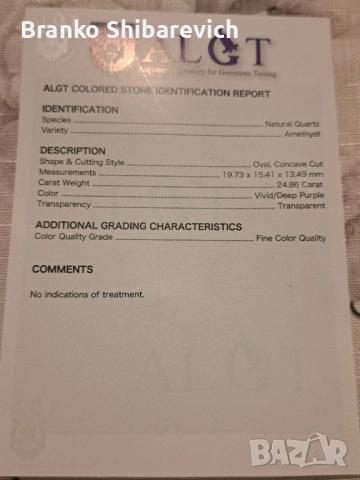 Branko Shibarevich
ALGT
Antwerp Laboratory for Gemstone Testing
ALGT COLORED STONE IDENTIFICATION REPORT
IDENTIFICATION
Species Natural Quartz
Variety Amethyst
DESCRIPTION
Shape & Cutting Style Oval, Concave Cut
Measurements 19.73 x 15.41 x 13.49 mm
Carat Weight 24.86 Carat
Color Vivid/Deep Purple
Transparency Transparent
ADDITIONAL GRADING CHARACTERISTICS
Color Quality Grade Fine Color Quality
COMMENTS
No indications of treatment.
ALGT
BAZAR
bg